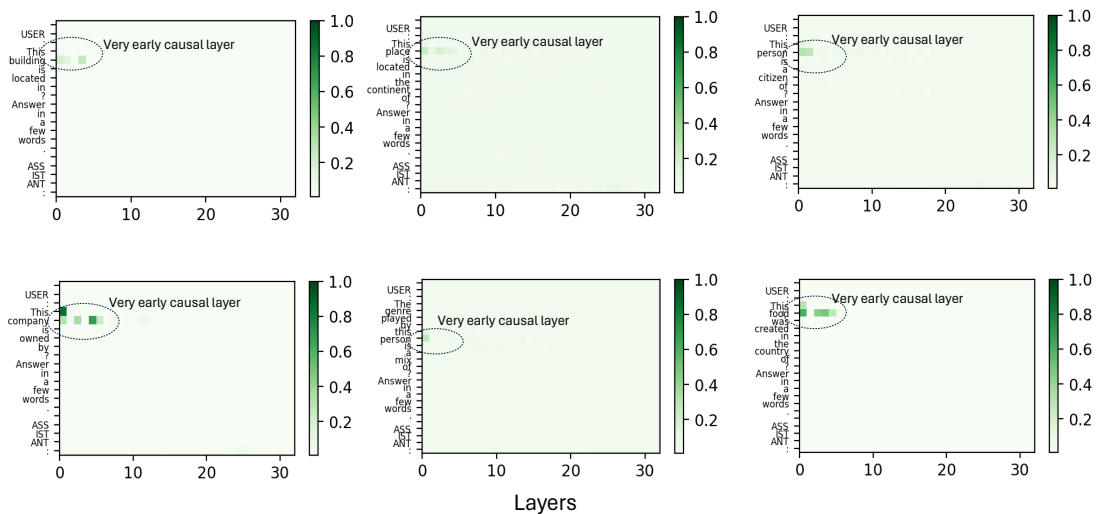 USER
:
This
building
is
located
in
?
Answer
in
a
few
words
.
ASS
IST
ANT
:
Very early causal layer
1.0
0.8
0.6
0.4
0.2
0 10 20 30
USER
:
This
place
is
located
in
the
continent
of
?
Answer
in
a
few
words
.
ASS
IST
ANT
:
Very early causal layer
1.0
0.8
0.6
0.4
0.2
0 10 20 30
USER
:
This
person
is
a
citizen
of
?
Answer
in
a
few
words
.
ASS
IST
ANT
:
Very early causal layer
1.0
0.8
0.6
0.4
0.2
0 10 20 30
USER
:
This
company
is
owned
by
?
Answer
in
a
few
words
.
ASS
IST
ANT
:
Very early causal layer
1.0
0.8
0.6
0.4
0.2
0 10 20 30
USER
:
The
genre
played
by
this
person
is
a
mix
of
?
Answer
in
a
few
words
.
ASS
IST
ANT
:
Very early causal layer
1.0
0.8
0.6
0.4
0.2
0 10 20 30
USER
:
This
food
was
created
in
the
country
of
?
Answer
in
a
few
words
.
ASS
IST
ANT
:
Very early causal layer
1.0
0.8
0.6
0.4
0.2
0 10 20 30
Layers